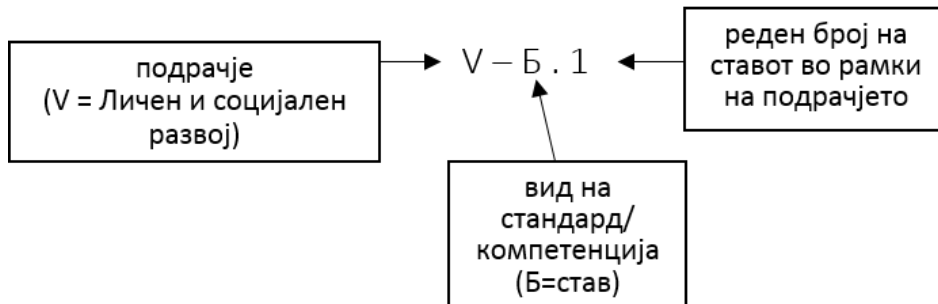 подрачје
(V = Личен и социјален
развој)
V – Б . 1
реден број на
ставот во рамки
на подрачјето
вид на
стандард/
компетенција
(Б=став)